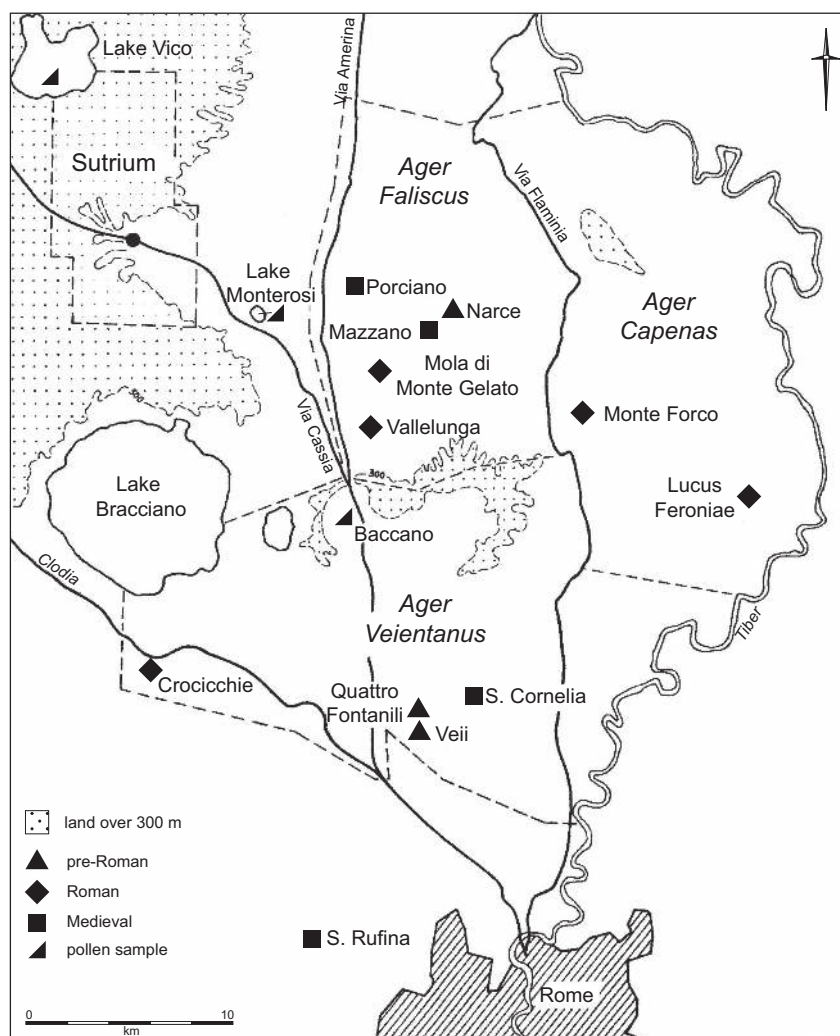 Lake Vico
Via Amerina
Sutrium
Ager
Faliscus
Via Flaminia
Lake
Monterosi
Porciano
Narce
Ager
Capenas
Mazzano
Mola di
Monte Gelato
Monte Forco
Vallelunga
Via Cassia
300
300
Lake
Bracciano
Lucus
Feroniae
Baccano
Clodia
Ager
Veientanus
Tiber
Crocicchie
Quattro
Fontanili
S. Cornelia
Veii
land over 300 m
pre-Roman
Roman
Medieval
pollen sample
S. Rufina
Rome
0 10
km